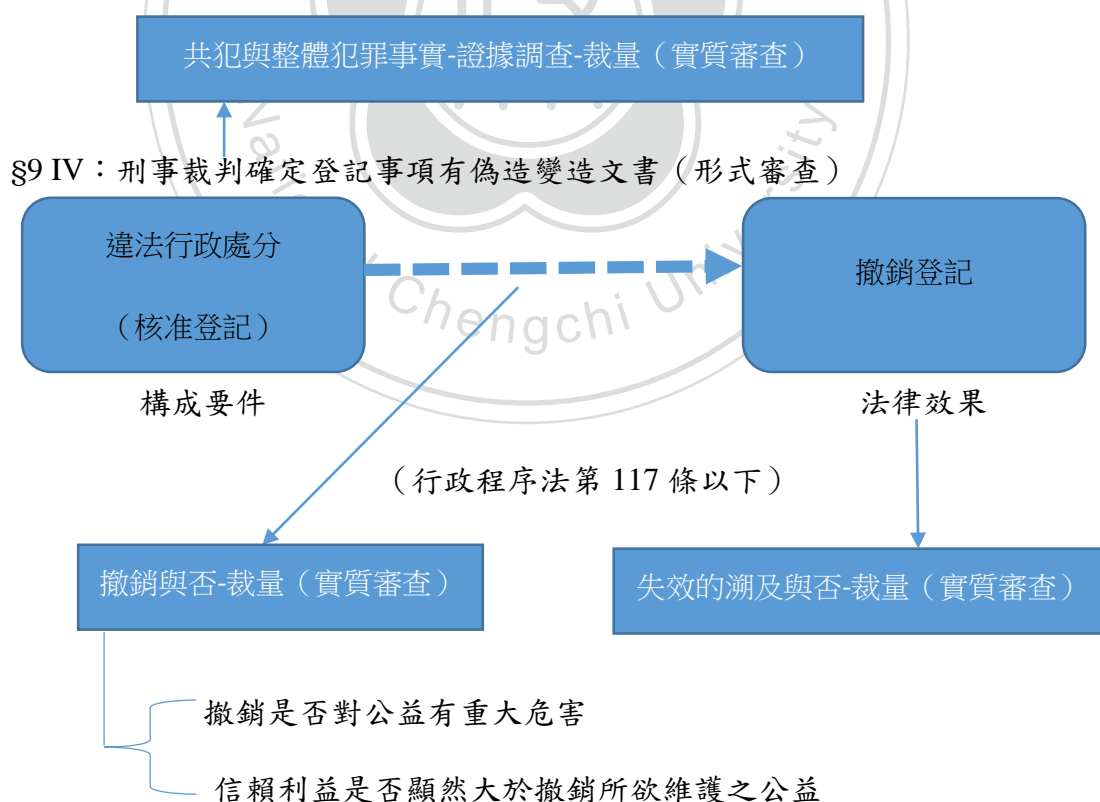 共犯與整體犯罪事實-證據調查-裁量（實質審查）
§9 IV：刑事裁判確定登記事項有偽造變造文書（形式審查）
違法行政處分
（核准登記）
撤銷登記
構成要件
法律效果
（行政程序法第 117 條以下）
撤銷與否-裁量（實質審查）
失效的溯及與否-裁量（實質審查）
撤銷是否對公益有重大危害
信賴利益是否顯然大於撤銷所欲維護之公益
Chengchi